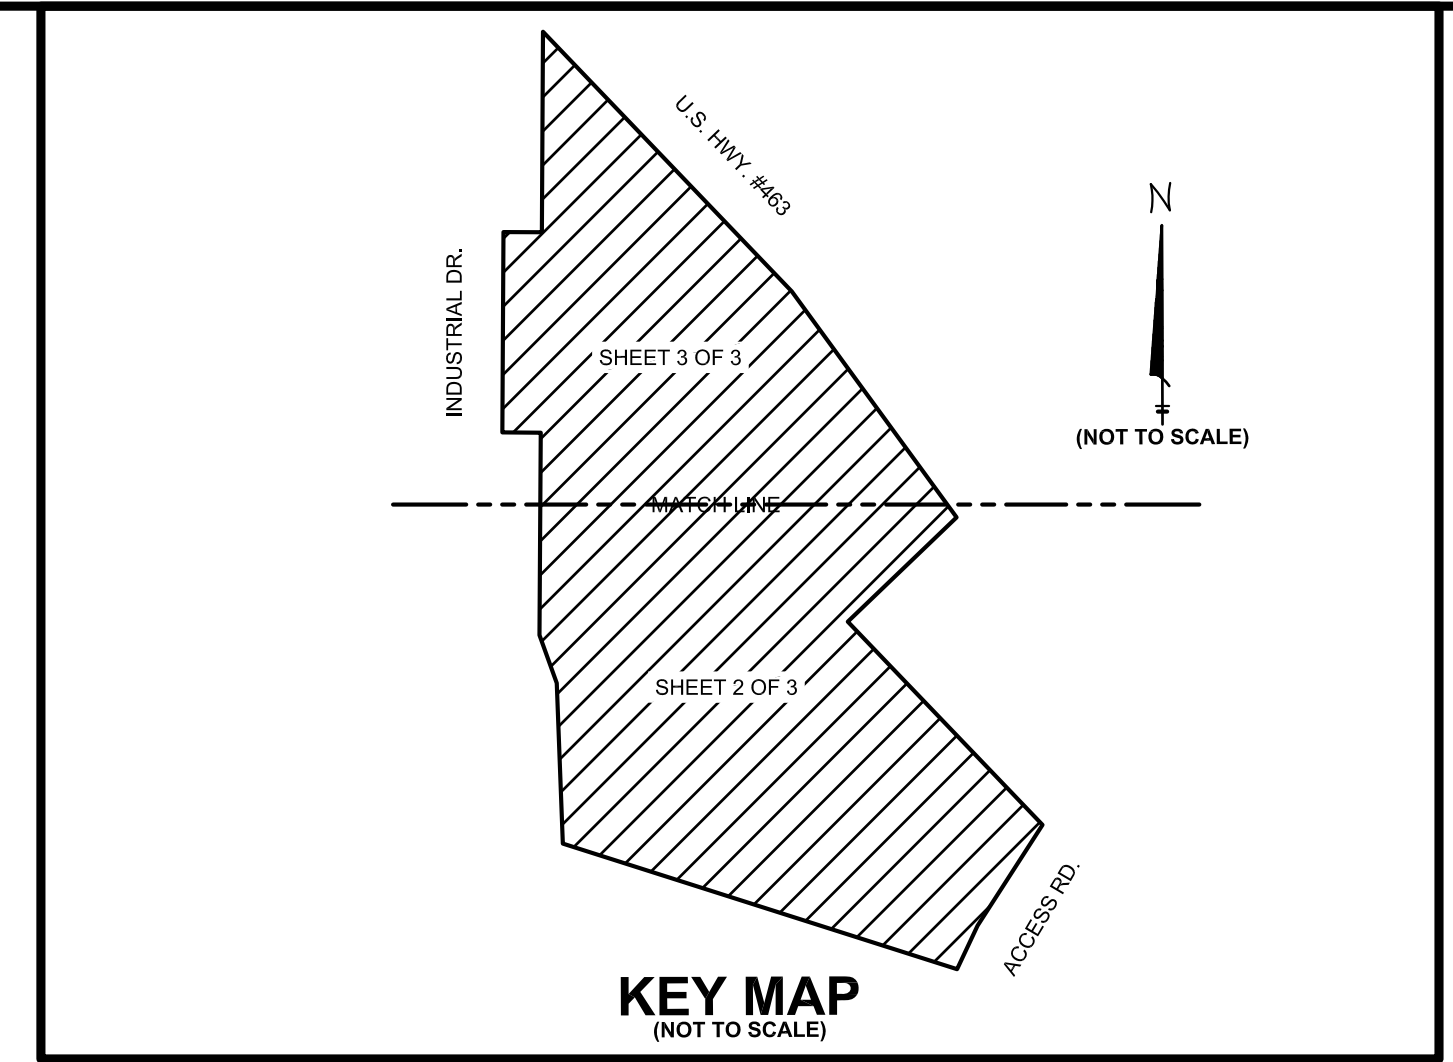 U.S. HWY. #463
N
INDUSTRIAL DR.
SHEET 3 OF 3
(NOT TO SCALE)
MATCH LINE
SHEET 2 OF 3
ACCESS RD.
KEY MAP
(NOT TO SCALE)